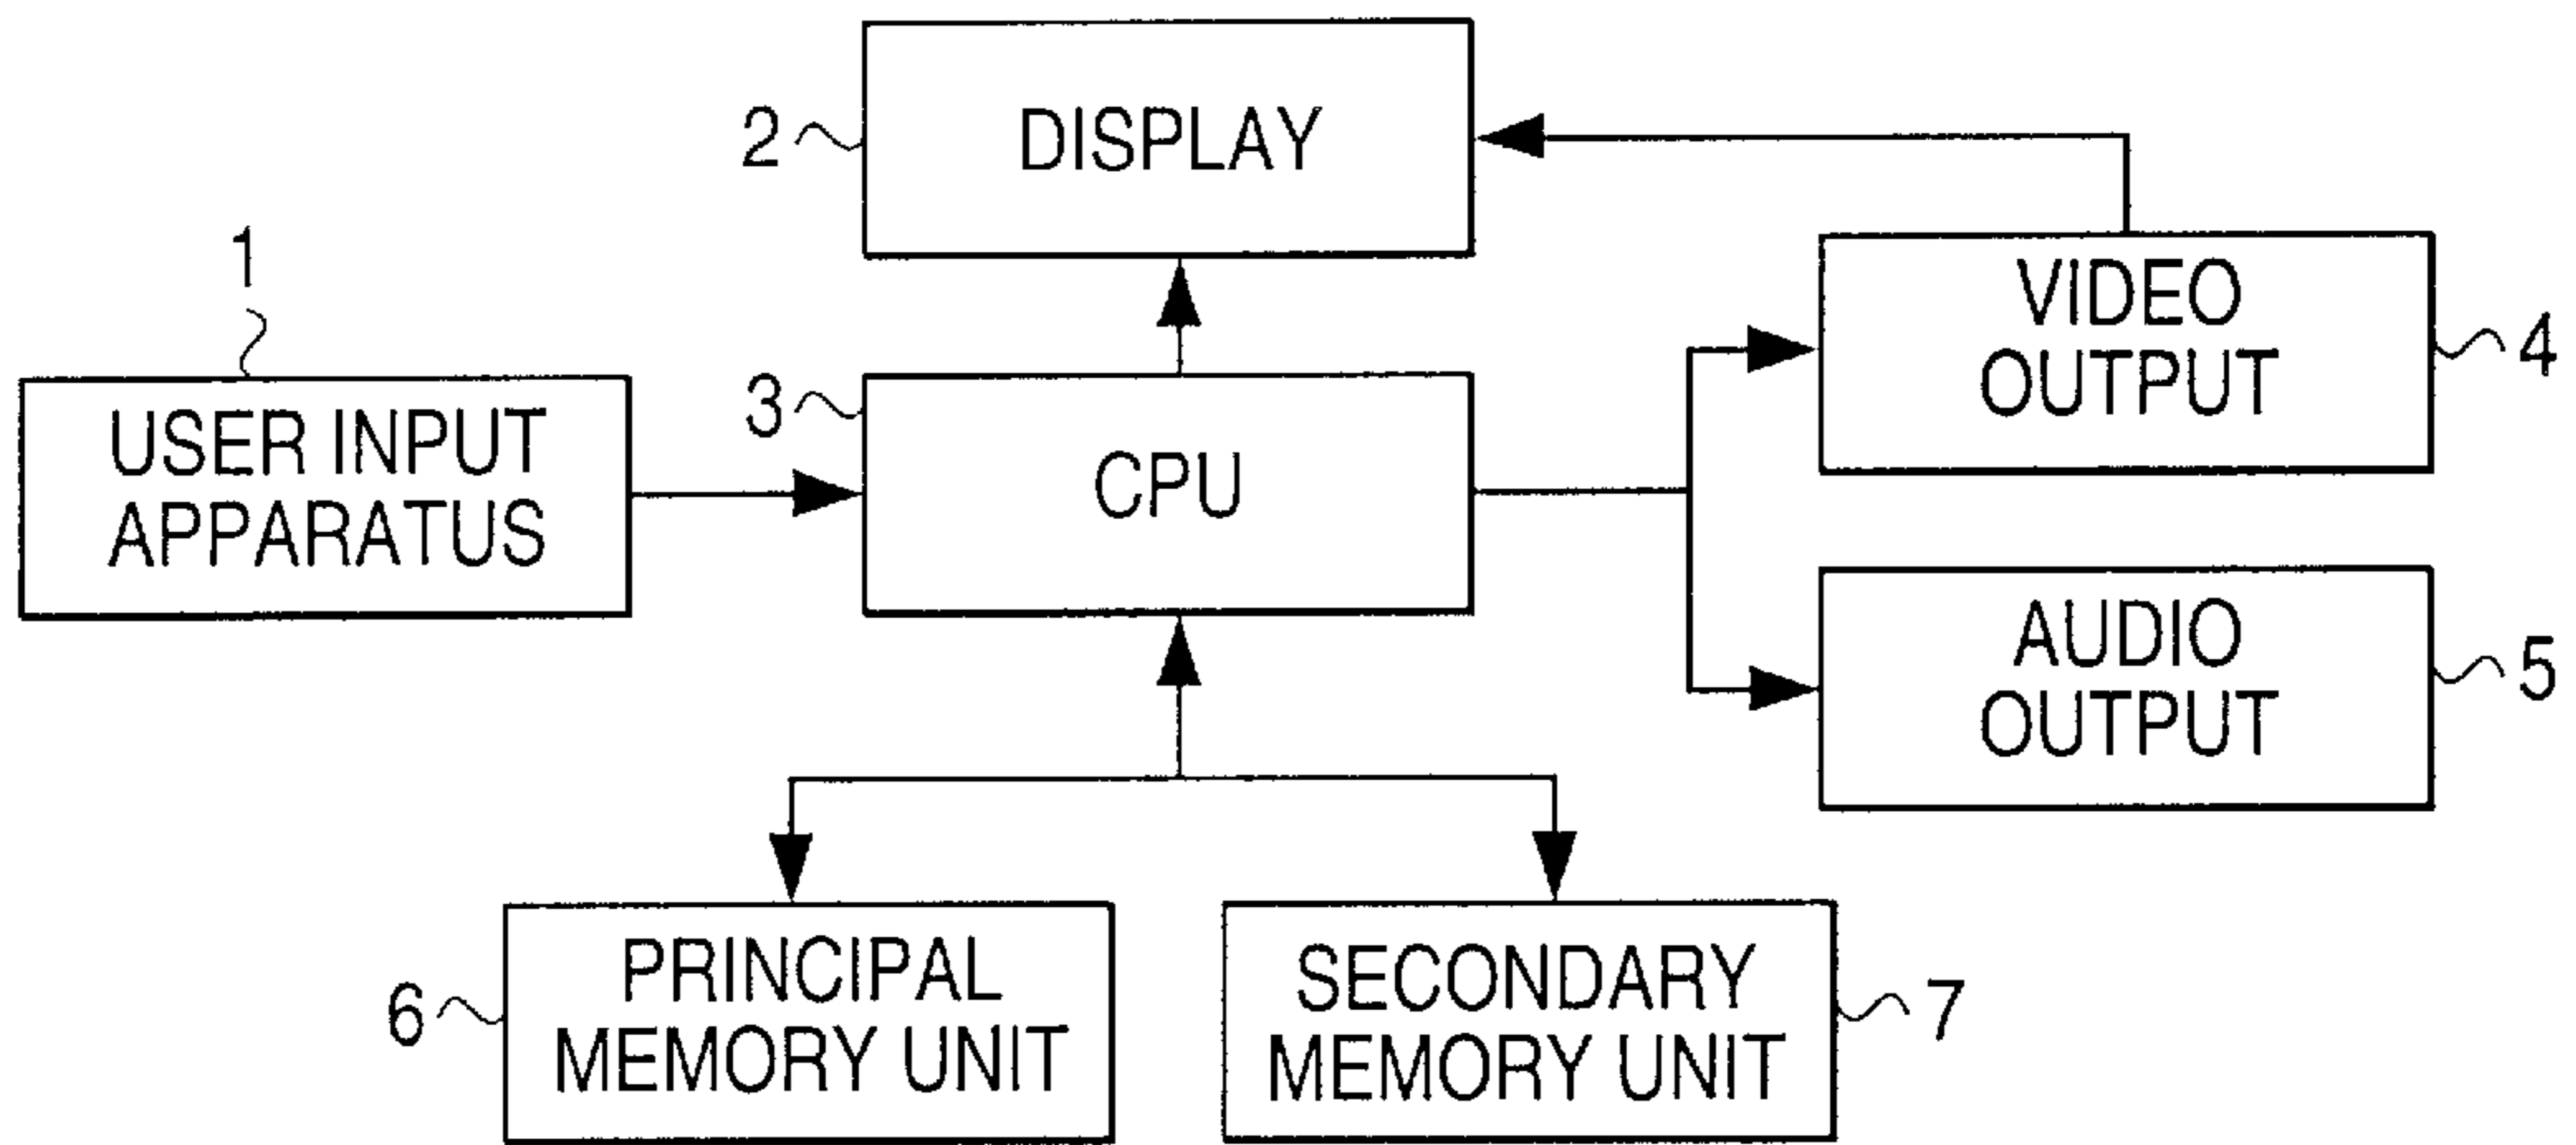 2
DISPLAY
1
USER INPUT
APPARATUS
3
CPU
VIDEO
OUTPUT
4
AUDIO
OUTPUT
5
6
PRINCIPAL
MEMORY UNIT
SECONDARY
MEMORY UNIT
7